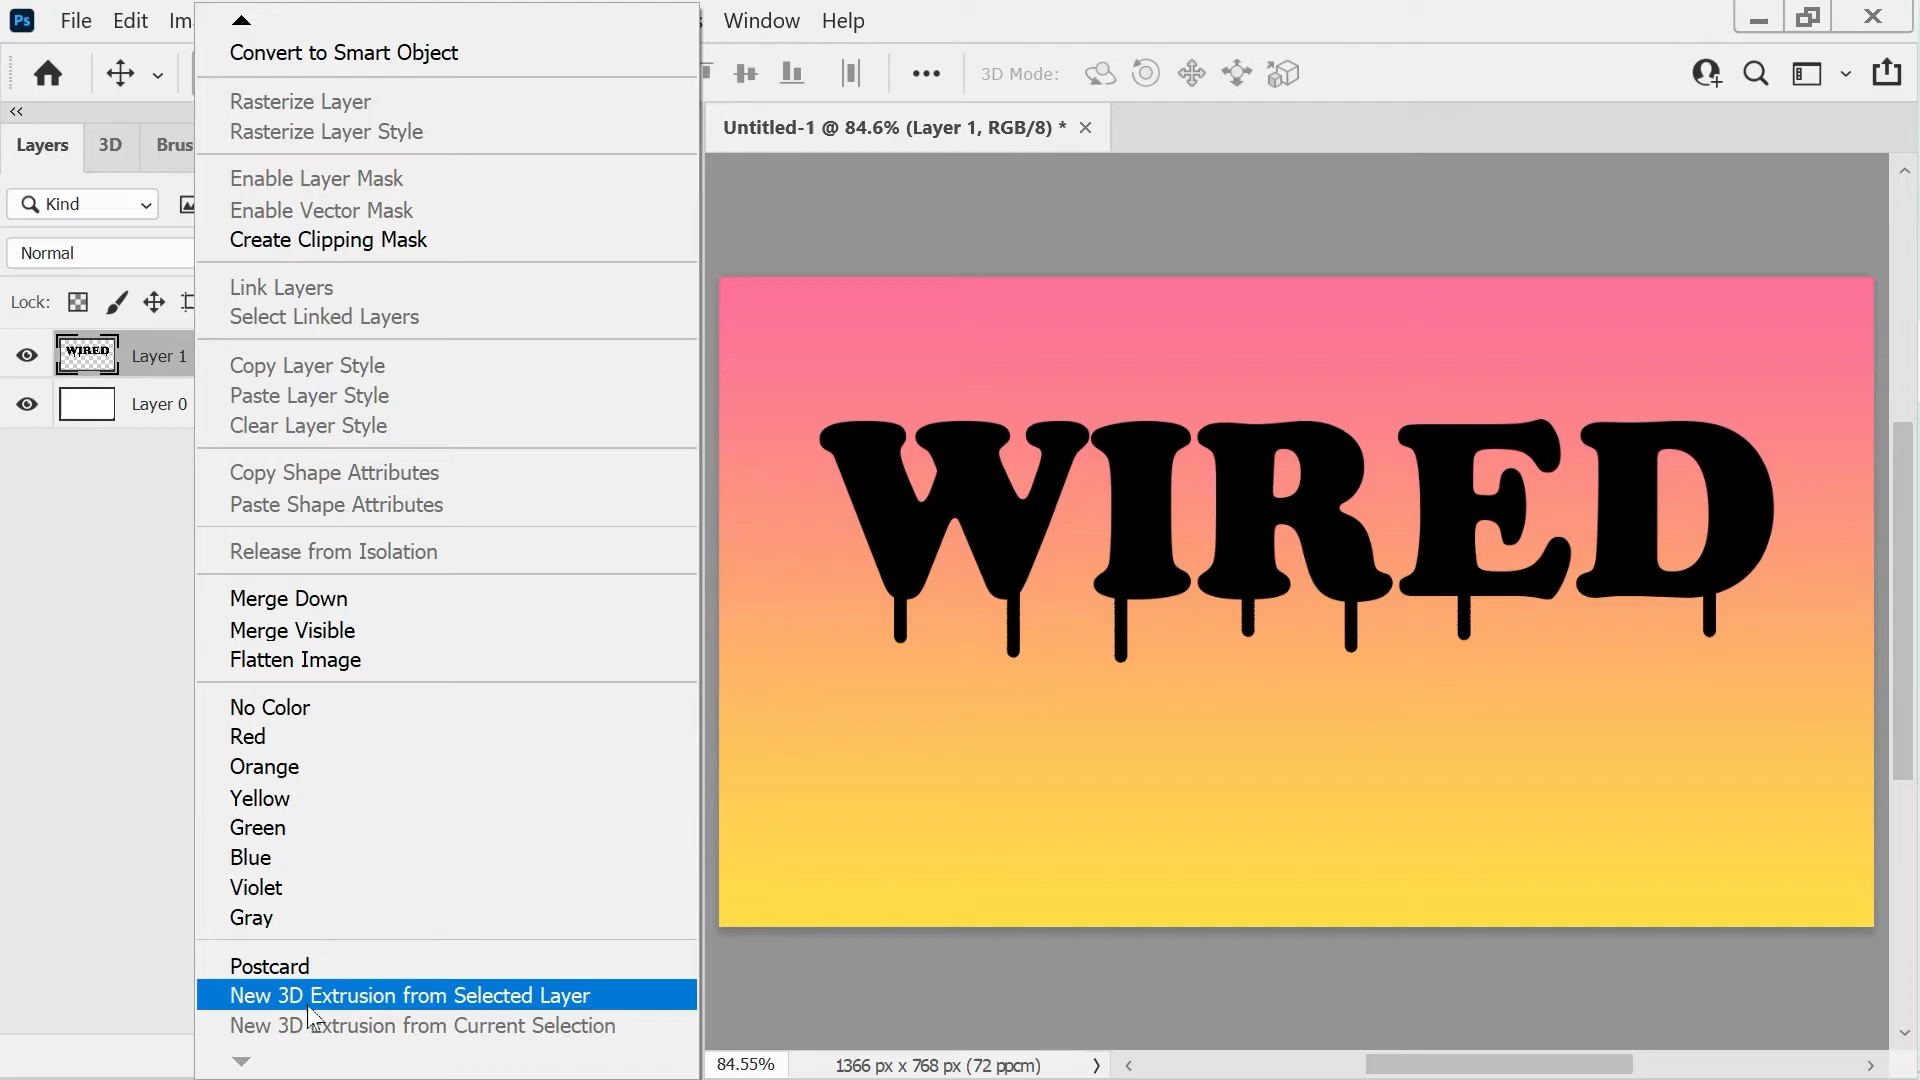 Ps File Edit Window Help
Convert to Smart Object
3D Mode:
Layers 3D
Rasterize Layer
Rasterize Layer Style
Untitled-1 @ 84.6% (Layer 1, RGB/8) *
Kind
Enable Layer Mask
Enable Vector Mask
Create Clipping Mask
Normal
Link Layers
Select Linked Layers
Lock:
WIRED Layer 1
Layer 0
Copy Layer Style
Paste Layer Style
Clear Layer Style
Copy Shape Attributes
Paste Shape Attributes
Release from Isolation
Merge Down
Merge Visible
Flatten Image
No Color
Red
Orange
Yellow
Green
Blue
Violet
Gray
Postcard
New 3D Extrusion from Selected Layer
New 3D Extrusion from Current Selection
WIRED
84.55% 1366 px x 768 px (72 ppcm)